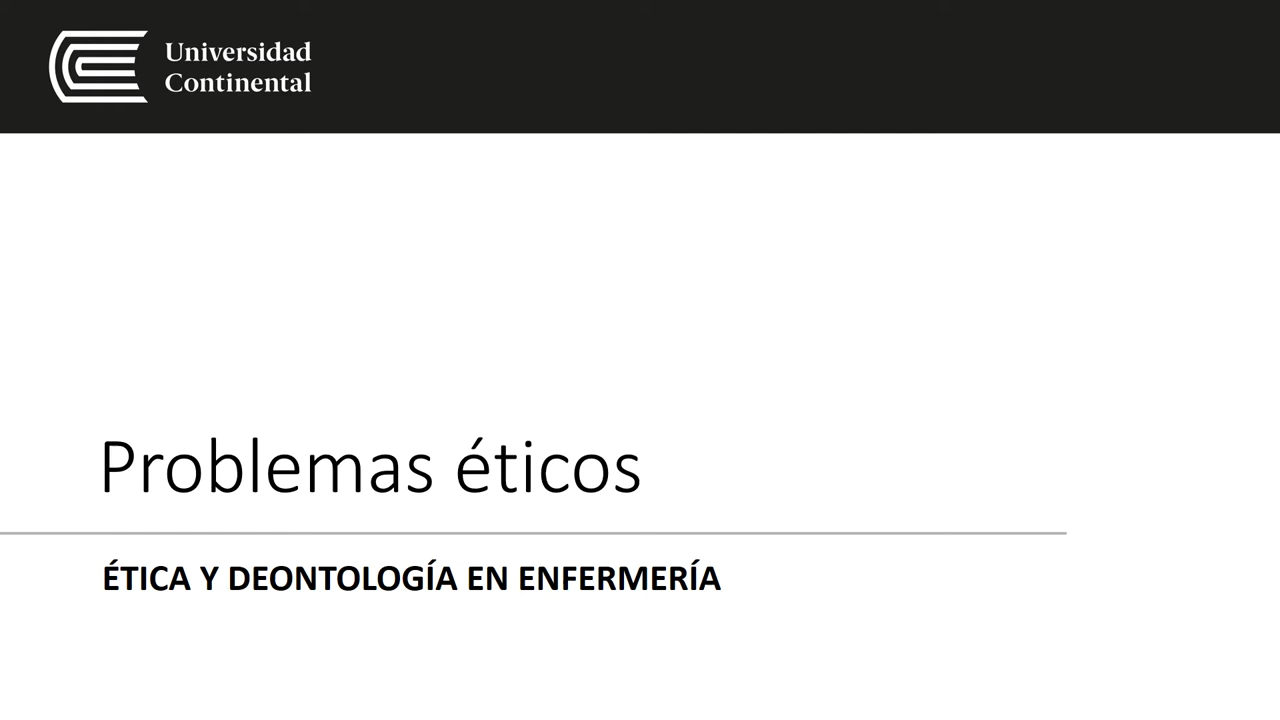 Universidad
Continental
Problemas éticos
ÉTICA Y DEONTOLOGÍA EN ENFERMERÍA